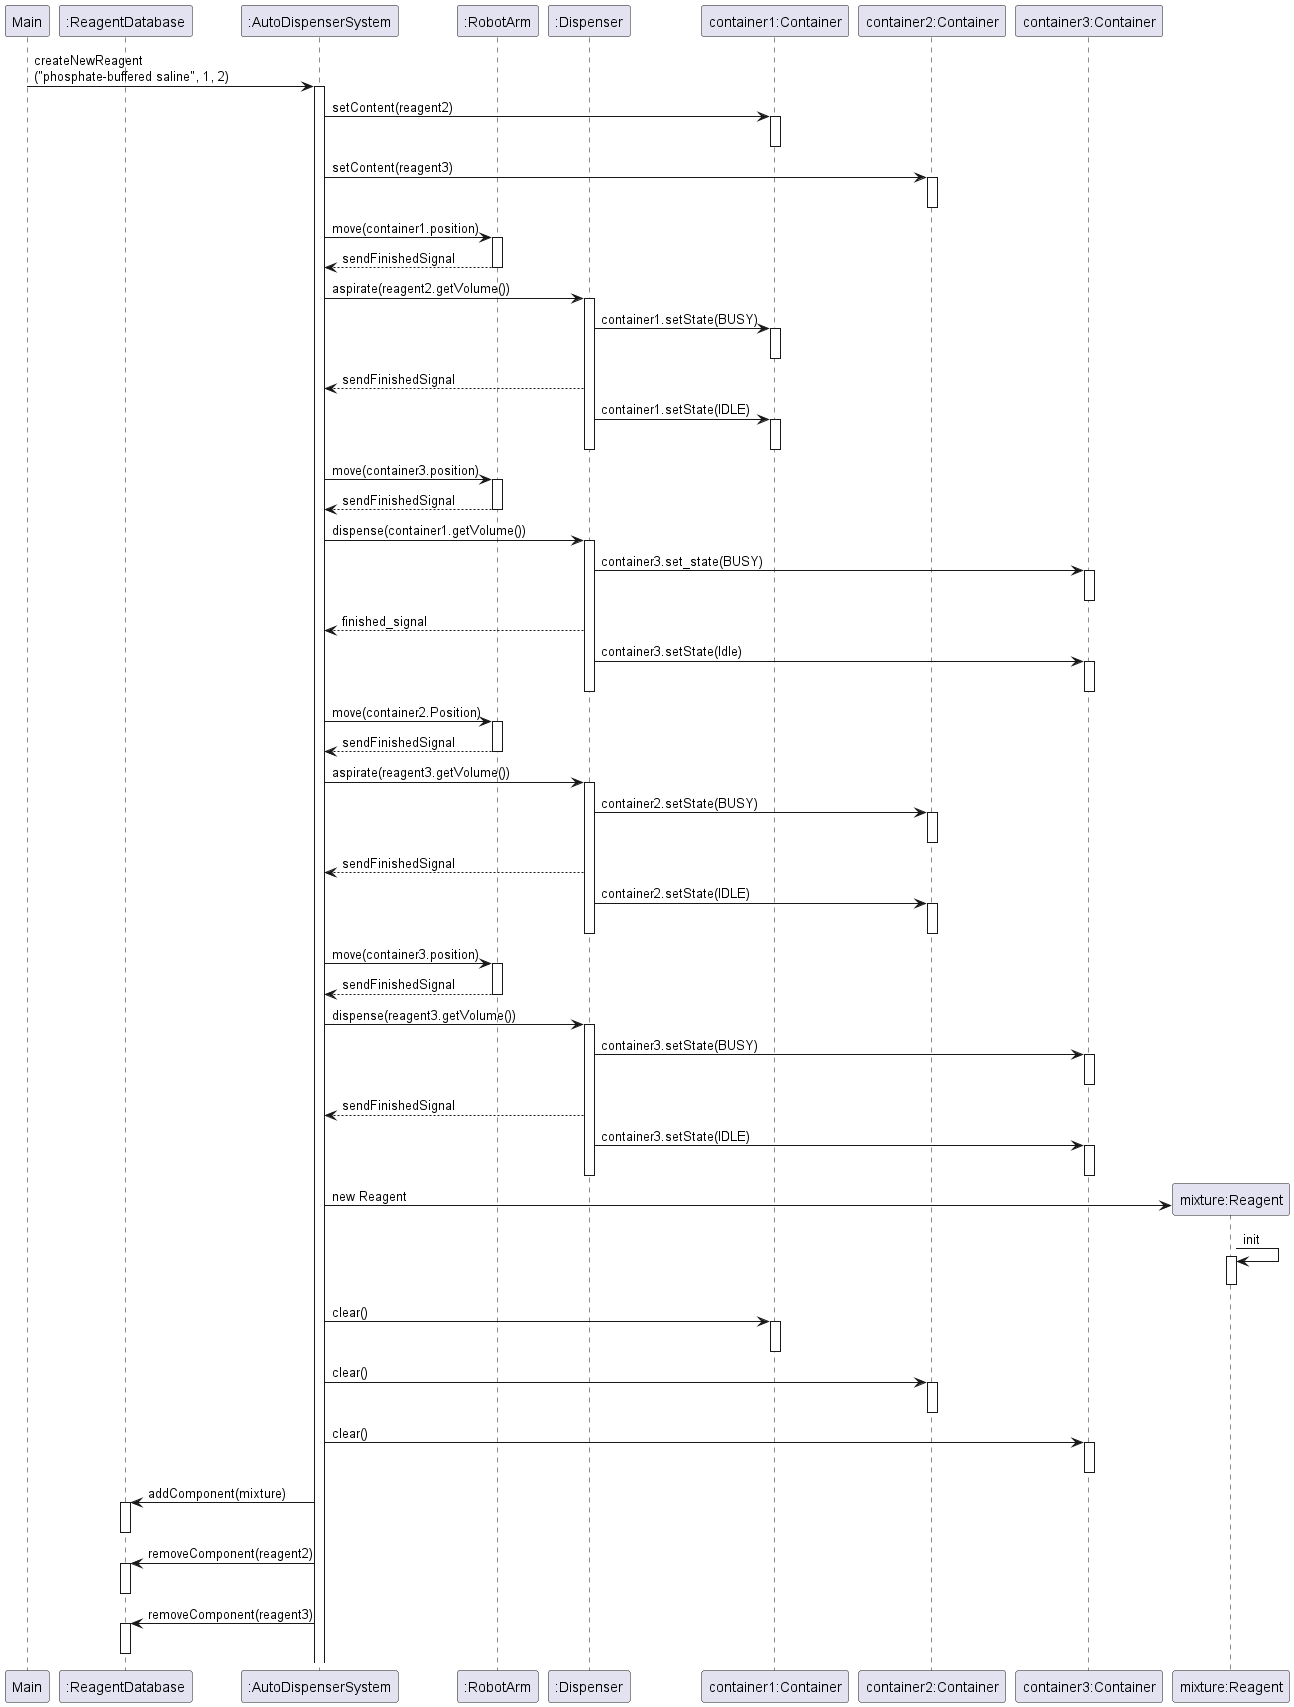 Main
:ReagentDatabase
:AutoDispenserSystem
:RobotArm
:Dispenser
container1:Container
container2:Container
container3:Container
createNewReagent
("phosphate-buffered saline", 1, 2)
setContent(reagent2)
setContent(reagent3)
move(container1.position)
sendFinishedSignal
aspirate(reagent2.getVolume())
container1.setState(BUSY)
sendFinishedSignal
container1.setState(IDLE)
move(container3.position)
sendFinishedSignal
dispense(container1.getVolume())
container3.set_state(BUSY)
finished_signal
container3.setState(Idle)
move(container2.Position)
sendFinishedSignal
aspirate(reagent3.getVolume())
container2.setState(BUSY)
sendFinishedSignal
container2.setState(IDLE)
move(container3.position)
sendFinishedSignal
dispense(reagent3.getVolume())
container3.setState(BUSY)
sendFinishedSignal
container3.setState(IDLE)
new Reagent
mixture:Reagent
init
clear()
clear()
clear()
addComponent(mixture)
removeComponent(reagent2)
removeComponent(reagent3)
Main
:ReagentDatabase
:AutoDispenserSystem
:RobotArm
:Dispenser
container1:Container
container2:Container
container3:Container
mixture:Reagent